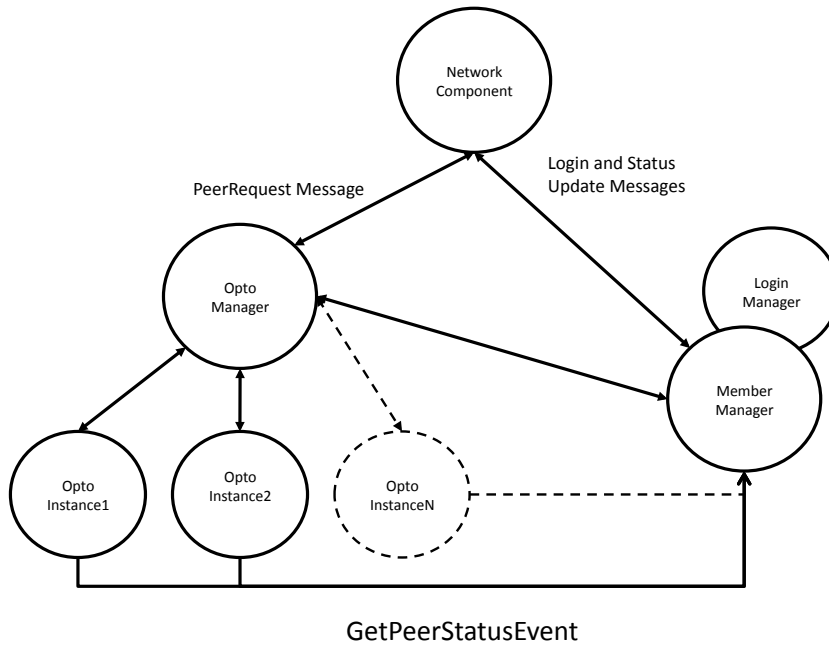 Network
Component
PeerRequest Message
Login and Status
Update Messages
Opto
Manager
Login
Manager
Member
Manager
Opto
Instance1
Opto
Instance2
Opto
InstanceN
GetPeerStatusEvent